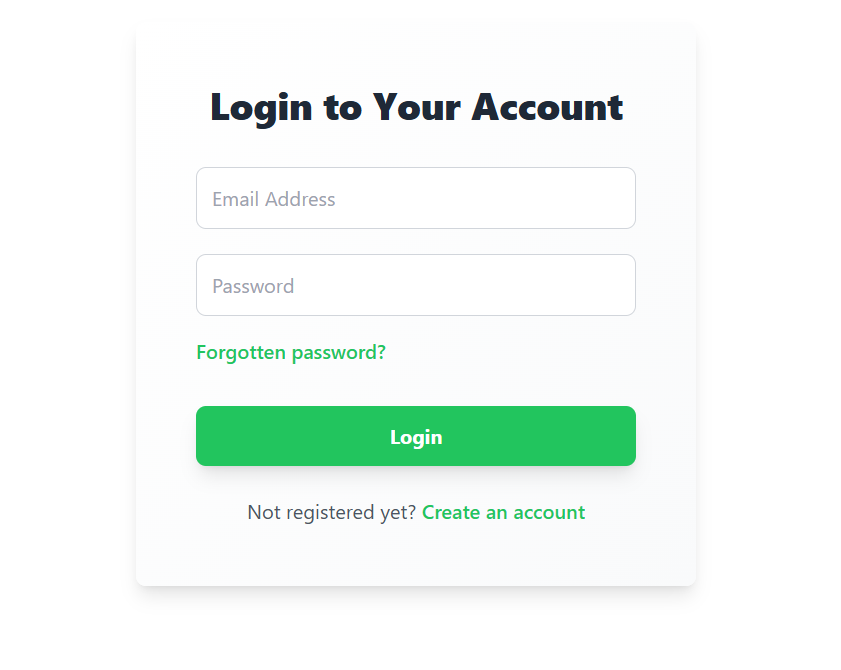 Login to Your Account
Email Address
Password
Forgotten password?
Login
Not registered yet? Create an account